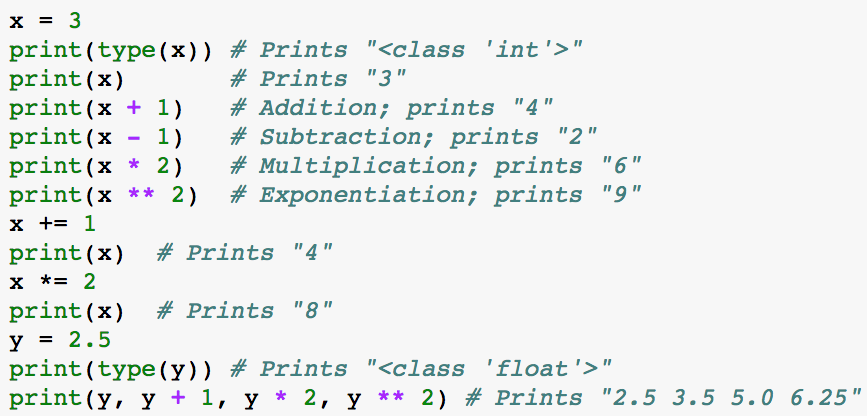 x = 3
print(type(x)) # Prints "<class 'int'>"
print(x)       # Prints "3"
print(x + 1)   # Addition; prints "4"
print(x - 1)   # Subtraction; prints "2"
print(x * 2)   # Multiplication; prints "6"
print(x ** 2)  # Exponentiation; prints "9"
x += 1
print(x)  # Prints "4"
x *= 2
print(x)  # Prints "8"
y = 2.5
print(type(y)) # Prints "<class 'float'>"
print(y, y + 1, y * 2, y ** 2) # Prints "2.5 3.5 5.0 6.25"